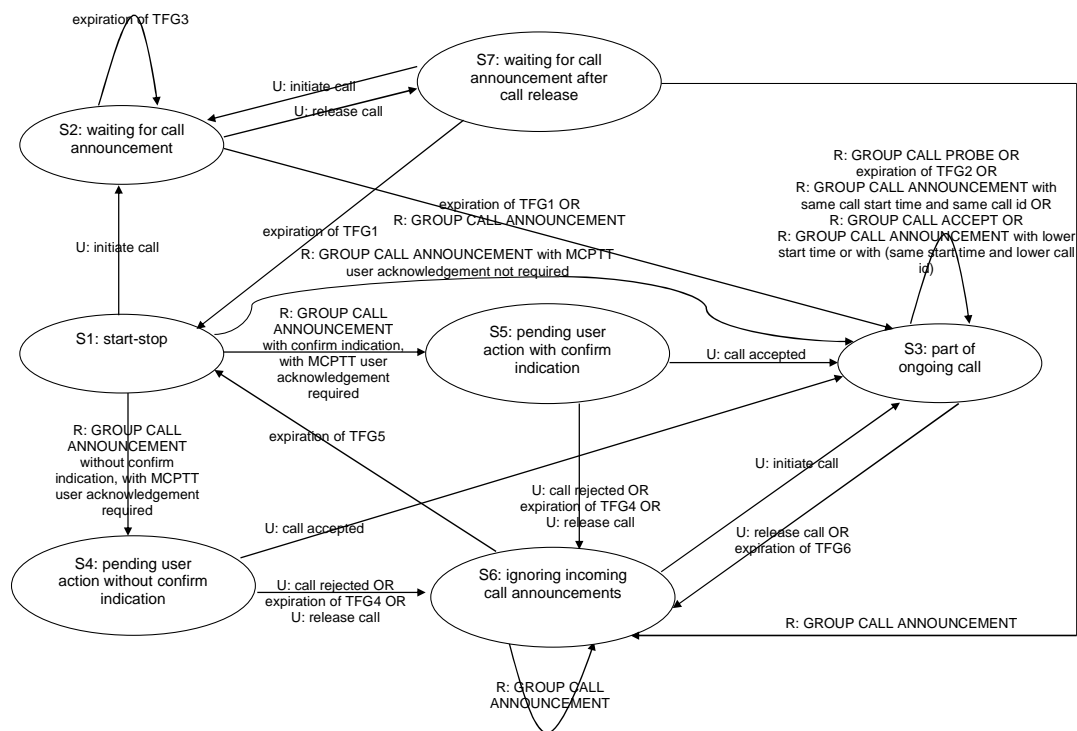 expiration of TFG3
S7: waiting for call
announcement after
call release
U: initiate call
U: release call
S2: waiting for call
announcement
R: GROUP CALL PROBE OR
expiration of TFG2 OR
R: GROUP CALL ANNOUNCEMENT with
same call start time and same call id OR
R: GROUP CALL ACCEPT OR
R: GROUP CALL ANNOUNCEMENT with lower
start time or with (same start time and lower call
id)
expiration of TFG1 OR
R: GROUP CALL ANNOUNCEMENT
expiration of TFG1
U: initiate call
R: GROUP CALL ANNOUNCEMENT with MCPTT
user acknowledgement not required
S1: start-stop
R: GROUP CALL
ANNOUNCEMENT
with confirm indication,
with MCPTT user
acknowledgement
required
S5: pending user
action with confirm
indication
U: call accepted
S3: part of
ongoing call
R: GROUP CALL
ANNOUNCEMENT
without confirm
indication, with MCPTT
user acknowledgement
required
expiration of TFG5
U: initiate call
U: call rejected OR
expiration of TFG4 OR
U: release call
U: call accepted
U: release call OR
expiration of TFG6
S4: pending user
action without confirm
indication
U: call rejected OR
expiration of TFG4 OR
U: release call
S6: ignoring incoming
call announcements
R: GROUP CALL ANNOUNCEMENT
R: GROUP CALL
ANNOUNCEMENT